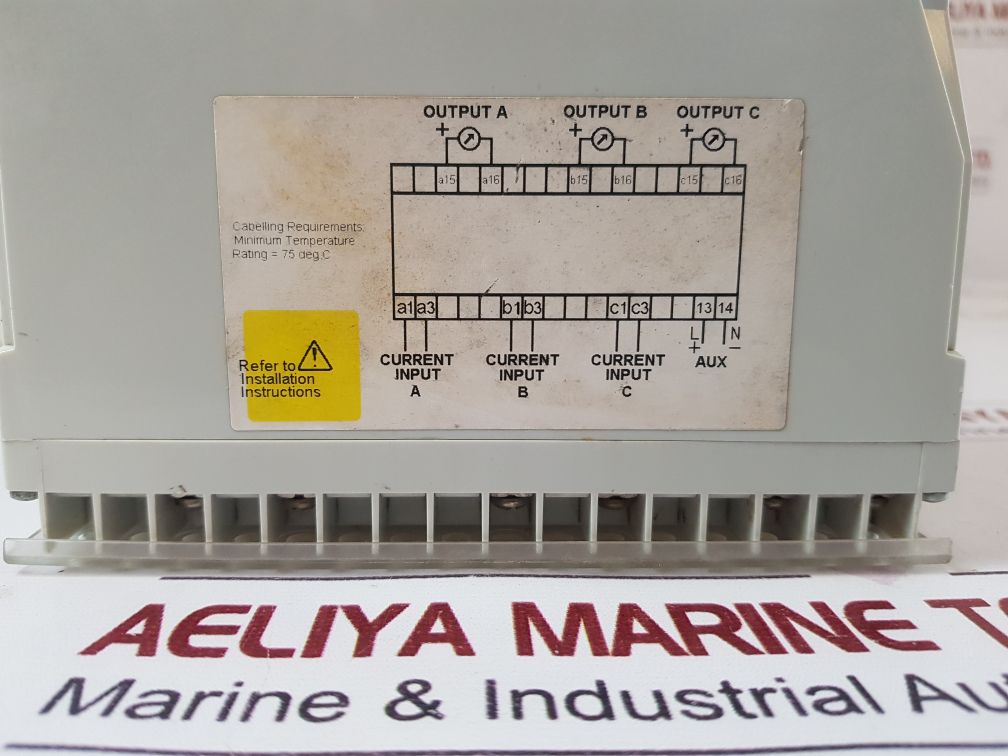 OUTPUT A OUTPUT B OUTPUT C
+ + +
a15 a16 b15 b16 c15 c16
Cabelling Requirements:
Minimum Temperature
Rating = 75 deg.C
a1 a3 b1 b3 c1 c3 13 14
L N
+ −
CURRENT INPUT A
CURRENT INPUT B
CURRENT INPUT C
AUX
Refer to
Installation
Instructions
AELIYA MARINE
Marine & Industrial